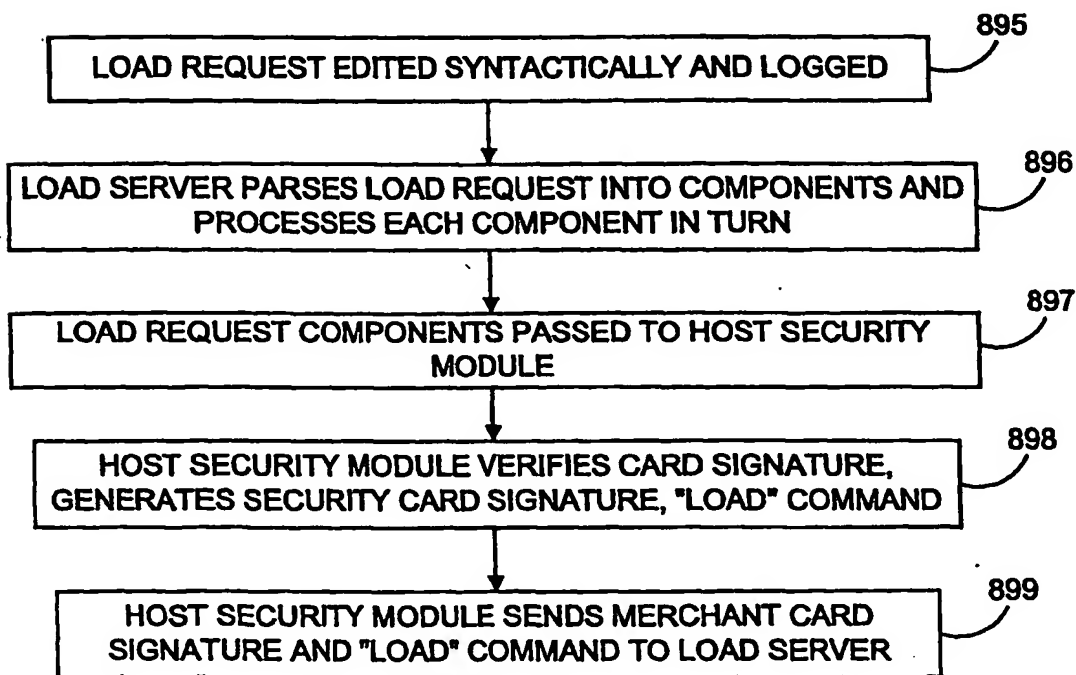 895
LOAD REQUEST EDITED SYNTACTICALLY AND LOGGED
896
LOAD SERVER PARSES LOAD REQUEST INTO COMPONENTS AND
PROCESSES EACH COMPONENT IN TURN
897
LOAD REQUEST COMPONENTS PASSED TO HOST SECURITY
MODULE
898
HOST SECURITY MODULE VERIFIES CARD SIGNATURE,
GENERATES SECURITY CARD SIGNATURE, "LOAD" COMMAND
899
HOST SECURITY MODULE SENDS MERCHANT CARD
SIGNATURE AND "LOAD" COMMAND TO LOAD SERVER